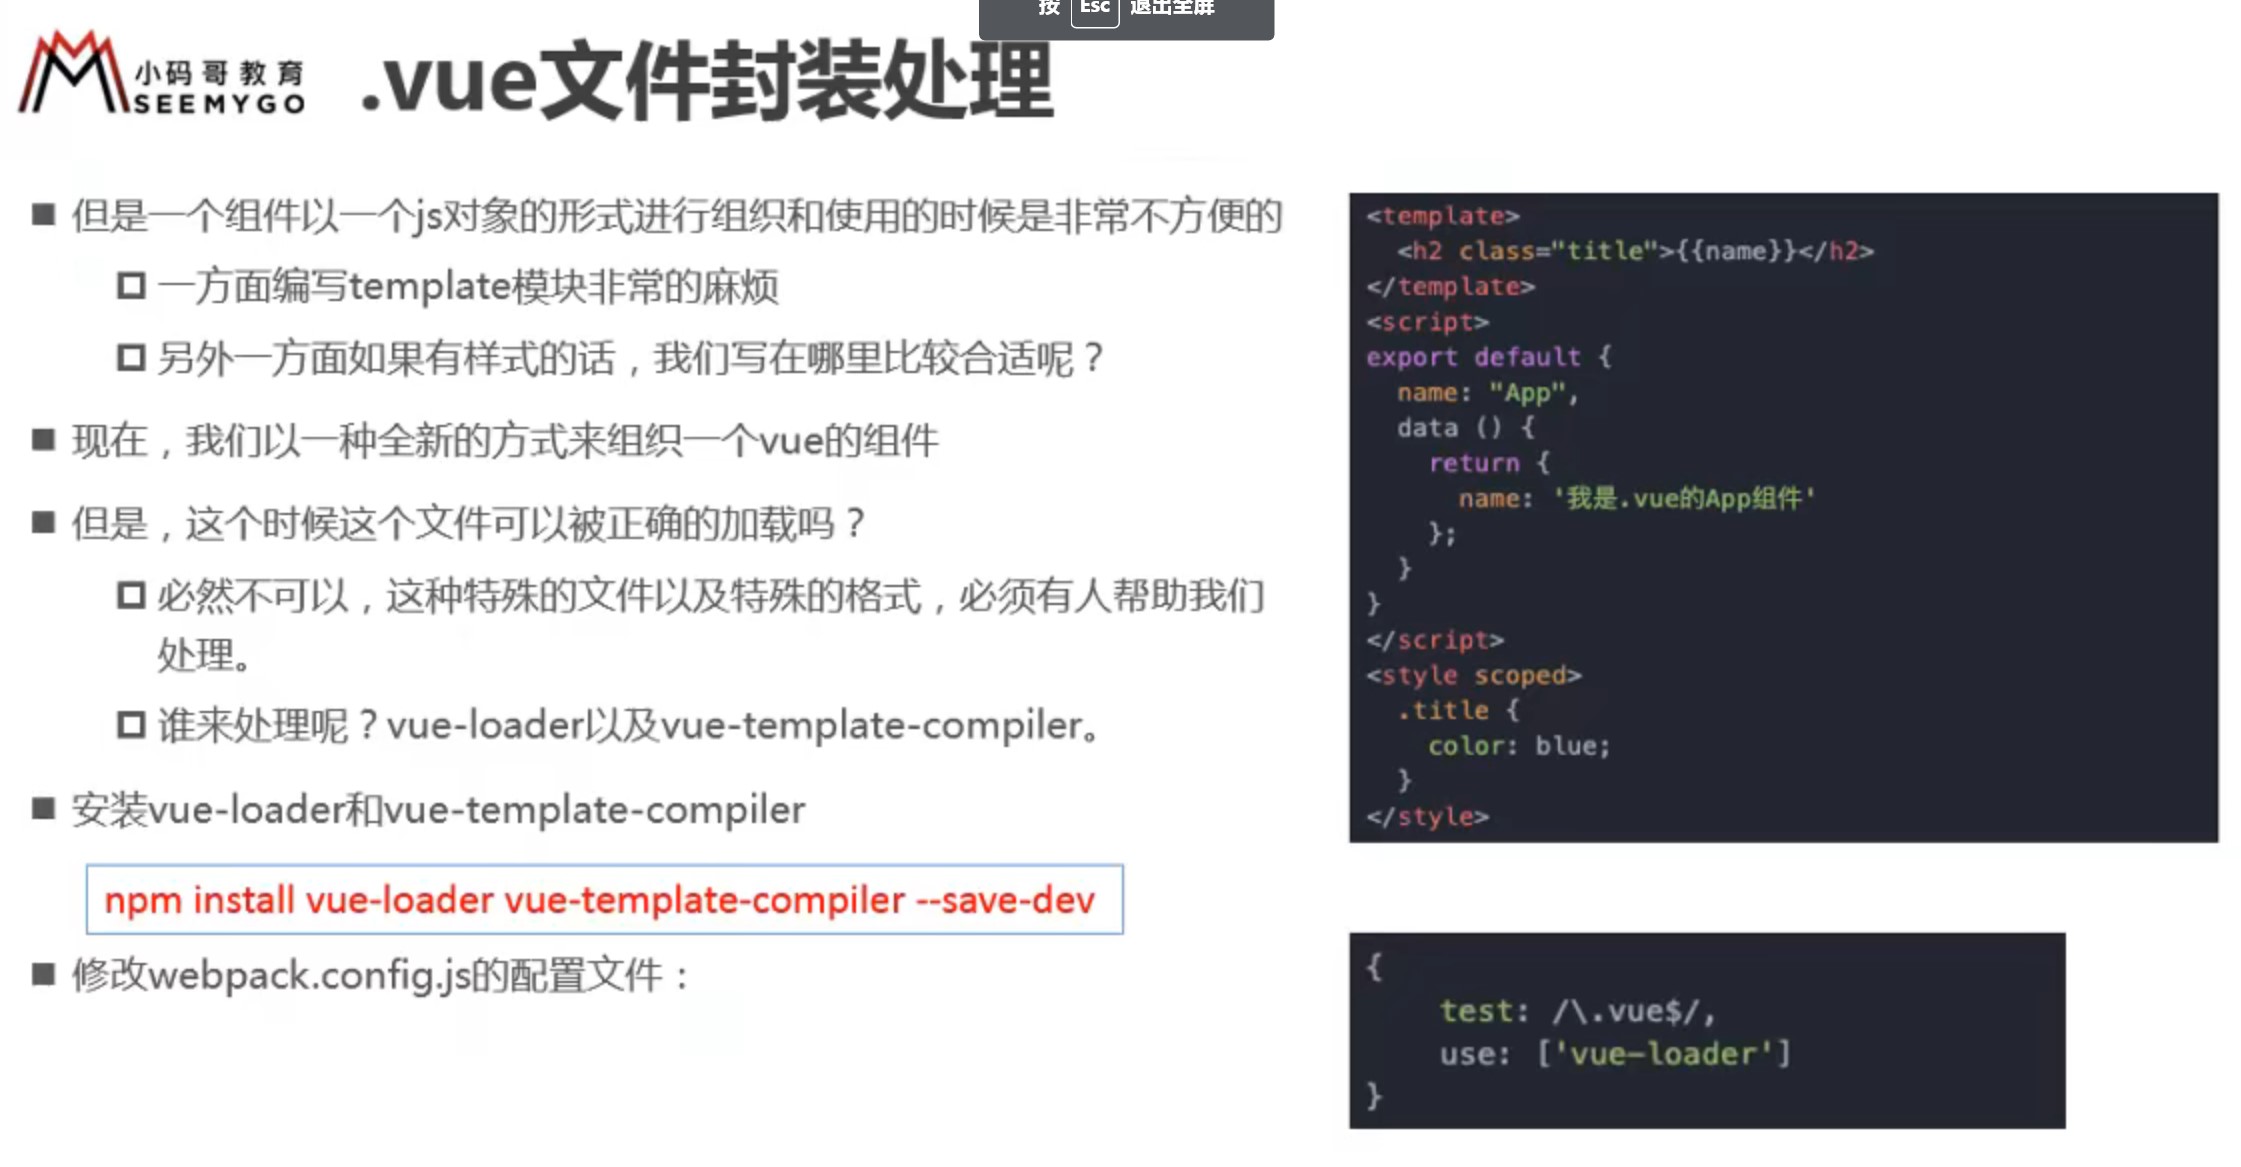 按 Esc 退出全屏
小码哥教育
SEEMYGO
.vue文件封装处理
■ 但是一个组件以一个js对象的形式进行组织和使用的时候是非常不方便的
一方面编写template模块非常的麻烦
另外一方面如果有样式的话，我们写在哪里比较合适呢？
■ 现在，我们以一种全新的方式来组织一个vue的组件
■ 但是，这个时候这个文件可以被正确的加载吗？
必然不可以，这种特殊的文件以及特殊的格式，必须有人帮助我们
处理。
谁来处理呢？vue-loader以及vue-template-compiler。
■ 安装vue-loader和vue-template-compiler
npm install vue-loader vue-template-compiler --save-dev
■ 修改webpack.config.js的配置文件：
<template>
  <h2 class="title">{{name}}</h2>
</template>
<script>
export default {
  name: "App",
  data () {
    return {
      name: '我是.vue的App组件'
    };
  }
}
</script>
<style scoped>
  .title {
    color: blue;
  }
</style>
{
    test: /\.vue$/,
    use: ['vue-loader']
}